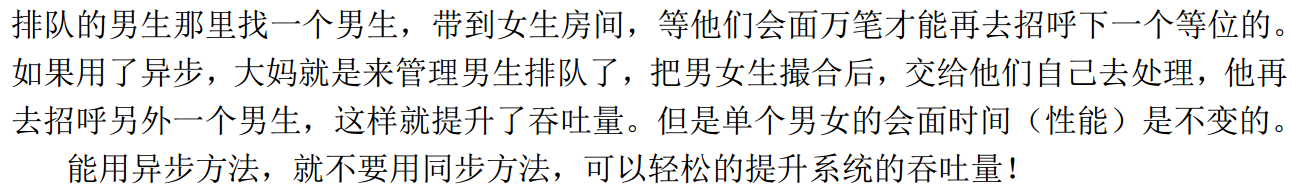 排队的男生那里找一个男生，带到女生房间，等他们会面万笔才能再去招呼下一个等位的。
如果用了异步，大妈就是来管理男生排队了，把男女生撮合后，交给他们自己去处理，他再
去招呼另外一个男生，这样就提升了吞吐量。但是单个男女的会面时间（性能）是不变的。
能用异步方法，就不要用同步方法，可以轻松的提升系统的吞吐量！